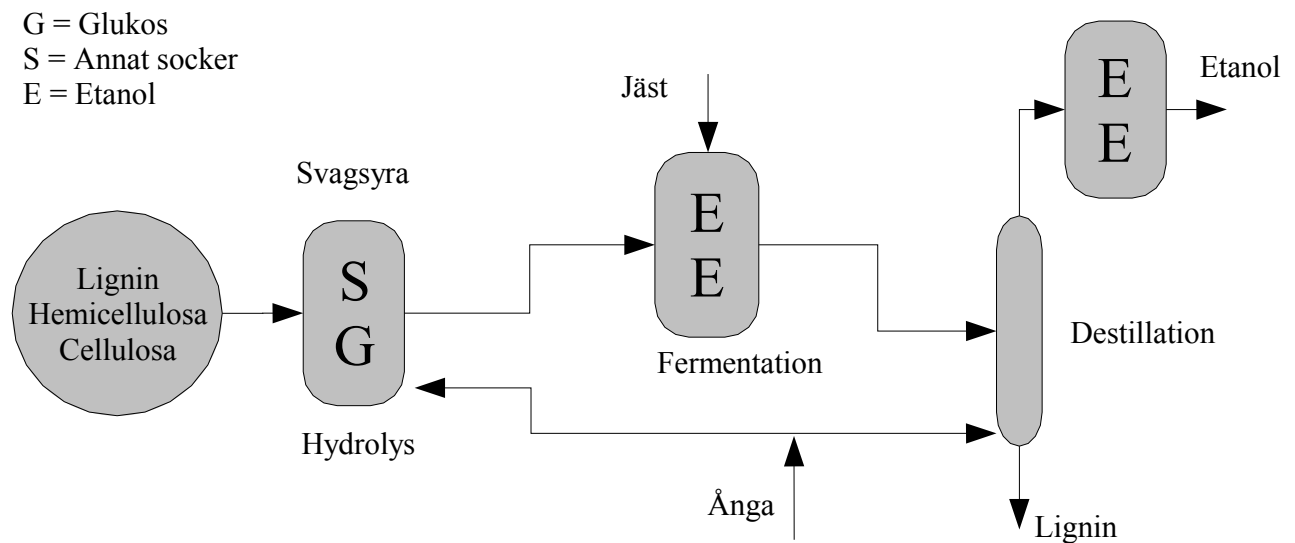 G = Glukos
S = Annat socker
E = Etanol
Jäst
E
E
Etanol
Svagsyra
Lignin
Hemicellulosa
Cellulosa
S
G
Hydrolys
E
E
Fermentation
Destillation
Ånga
Lignin